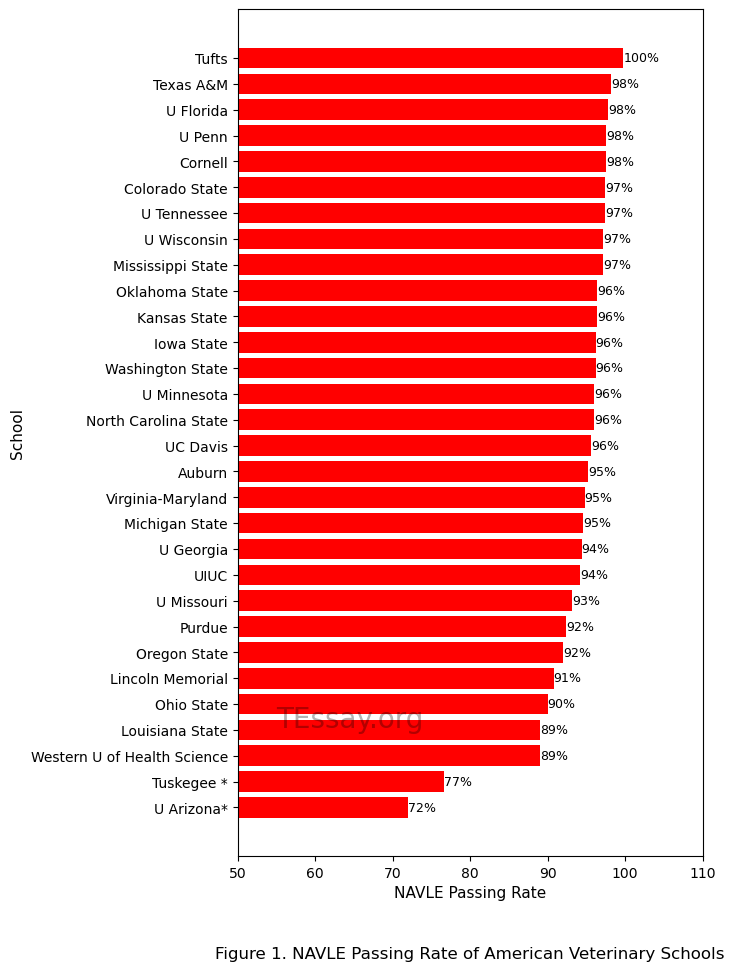 Tufts 100%
Texas A&M 98%
U Florida 98%
U Penn 98%
Cornell 98%
Colorado State 97%
U Tennessee 97%
U Wisconsin 97%
Mississippi State 97%
Oklahoma State 96%
Kansas State 96%
Iowa State 96%
Washington State 96%
U Minnesota 96%
North Carolina State 96%
UC Davis 96%
Auburn 95%
Virginia-Maryland 95%
Michigan State 95%
U Georgia 94%
UIUC 94%
U Missouri 93%
Purdue 92%
Oregon State 92%
Lincoln Memorial 91%
Ohio State 90%
TEssay.org
Louisiana State 89%
Western U of Health Science 89%
Tuskegee * 77%
U Arizona* 72%
School
50 60 70 80 90 100 110
NAVLE Passing Rate
Figure 1. NAVLE Passing Rate of American Veterinary Schools